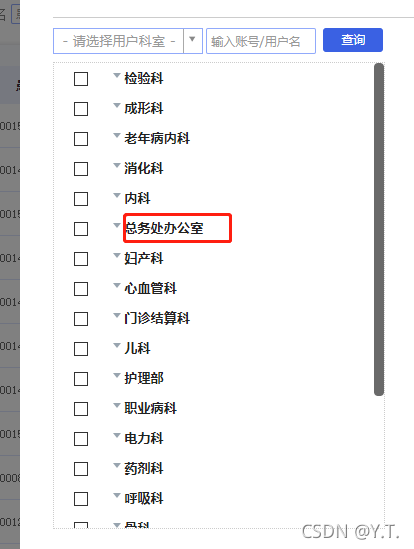 名
- 请选择用户科室 -
输入账号/用户名
查询
检验科
成形科
老年病内科
消化科
内科
总务处办公室
妇产科
心血管科
门诊结算科
儿科
护理部
职业病科
电力科
药剂科
呼吸科
骨科
CSDN @Y.T.